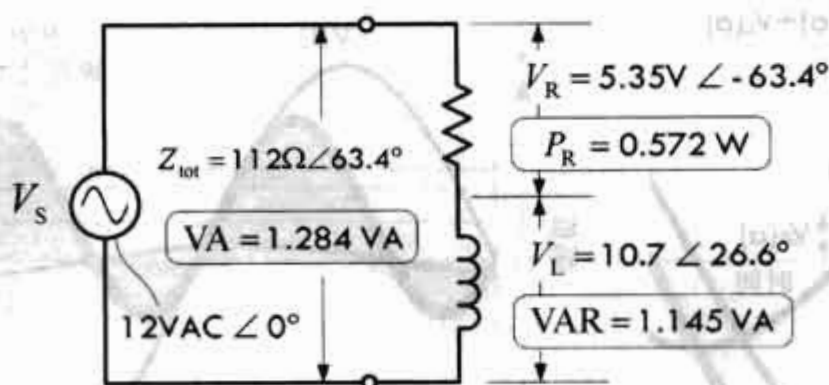 V_R = 5.35V ∠ -63.4°
P_R = 0.572 W
Z_tot = 112Ω∠63.4°
V_S
VA = 1.284 VA
V_L = 10.7 ∠ 26.6°
VAR = 1.145 VA
12VAC ∠ 0°